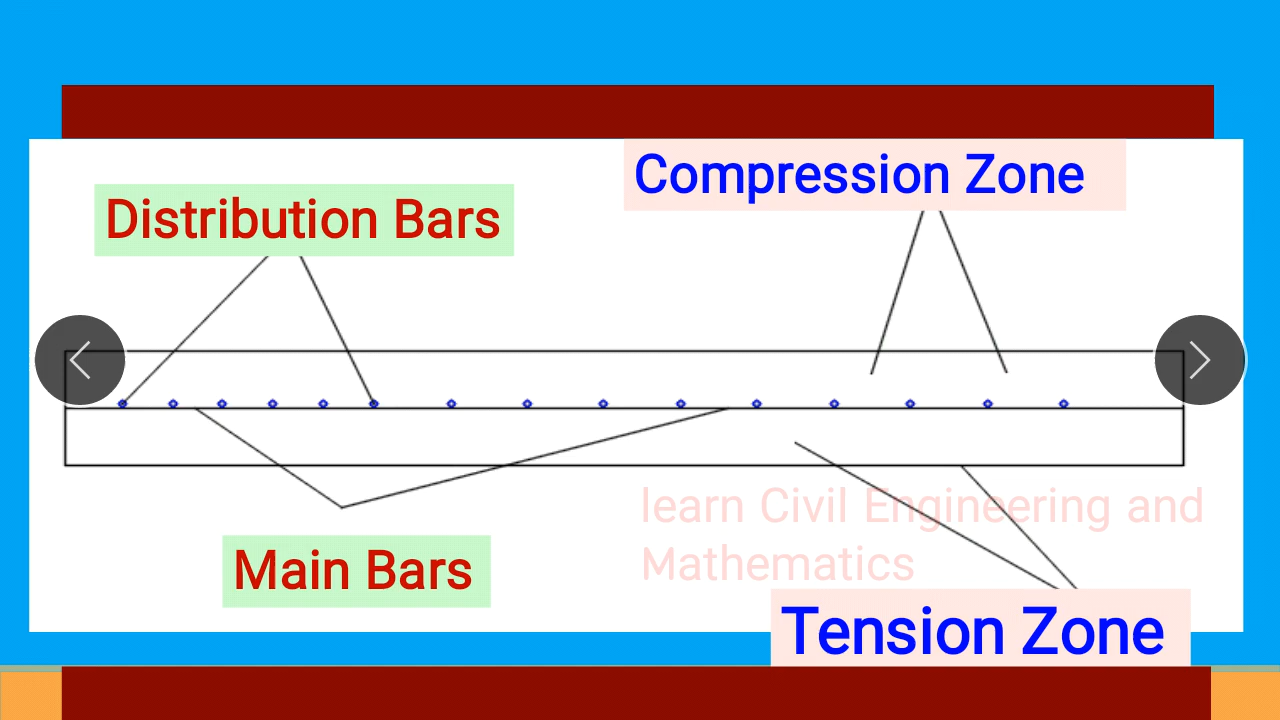 Compression Zone
Distribution Bars
learn Civil Engineering and
Mathematics
Main Bars
Tension Zone